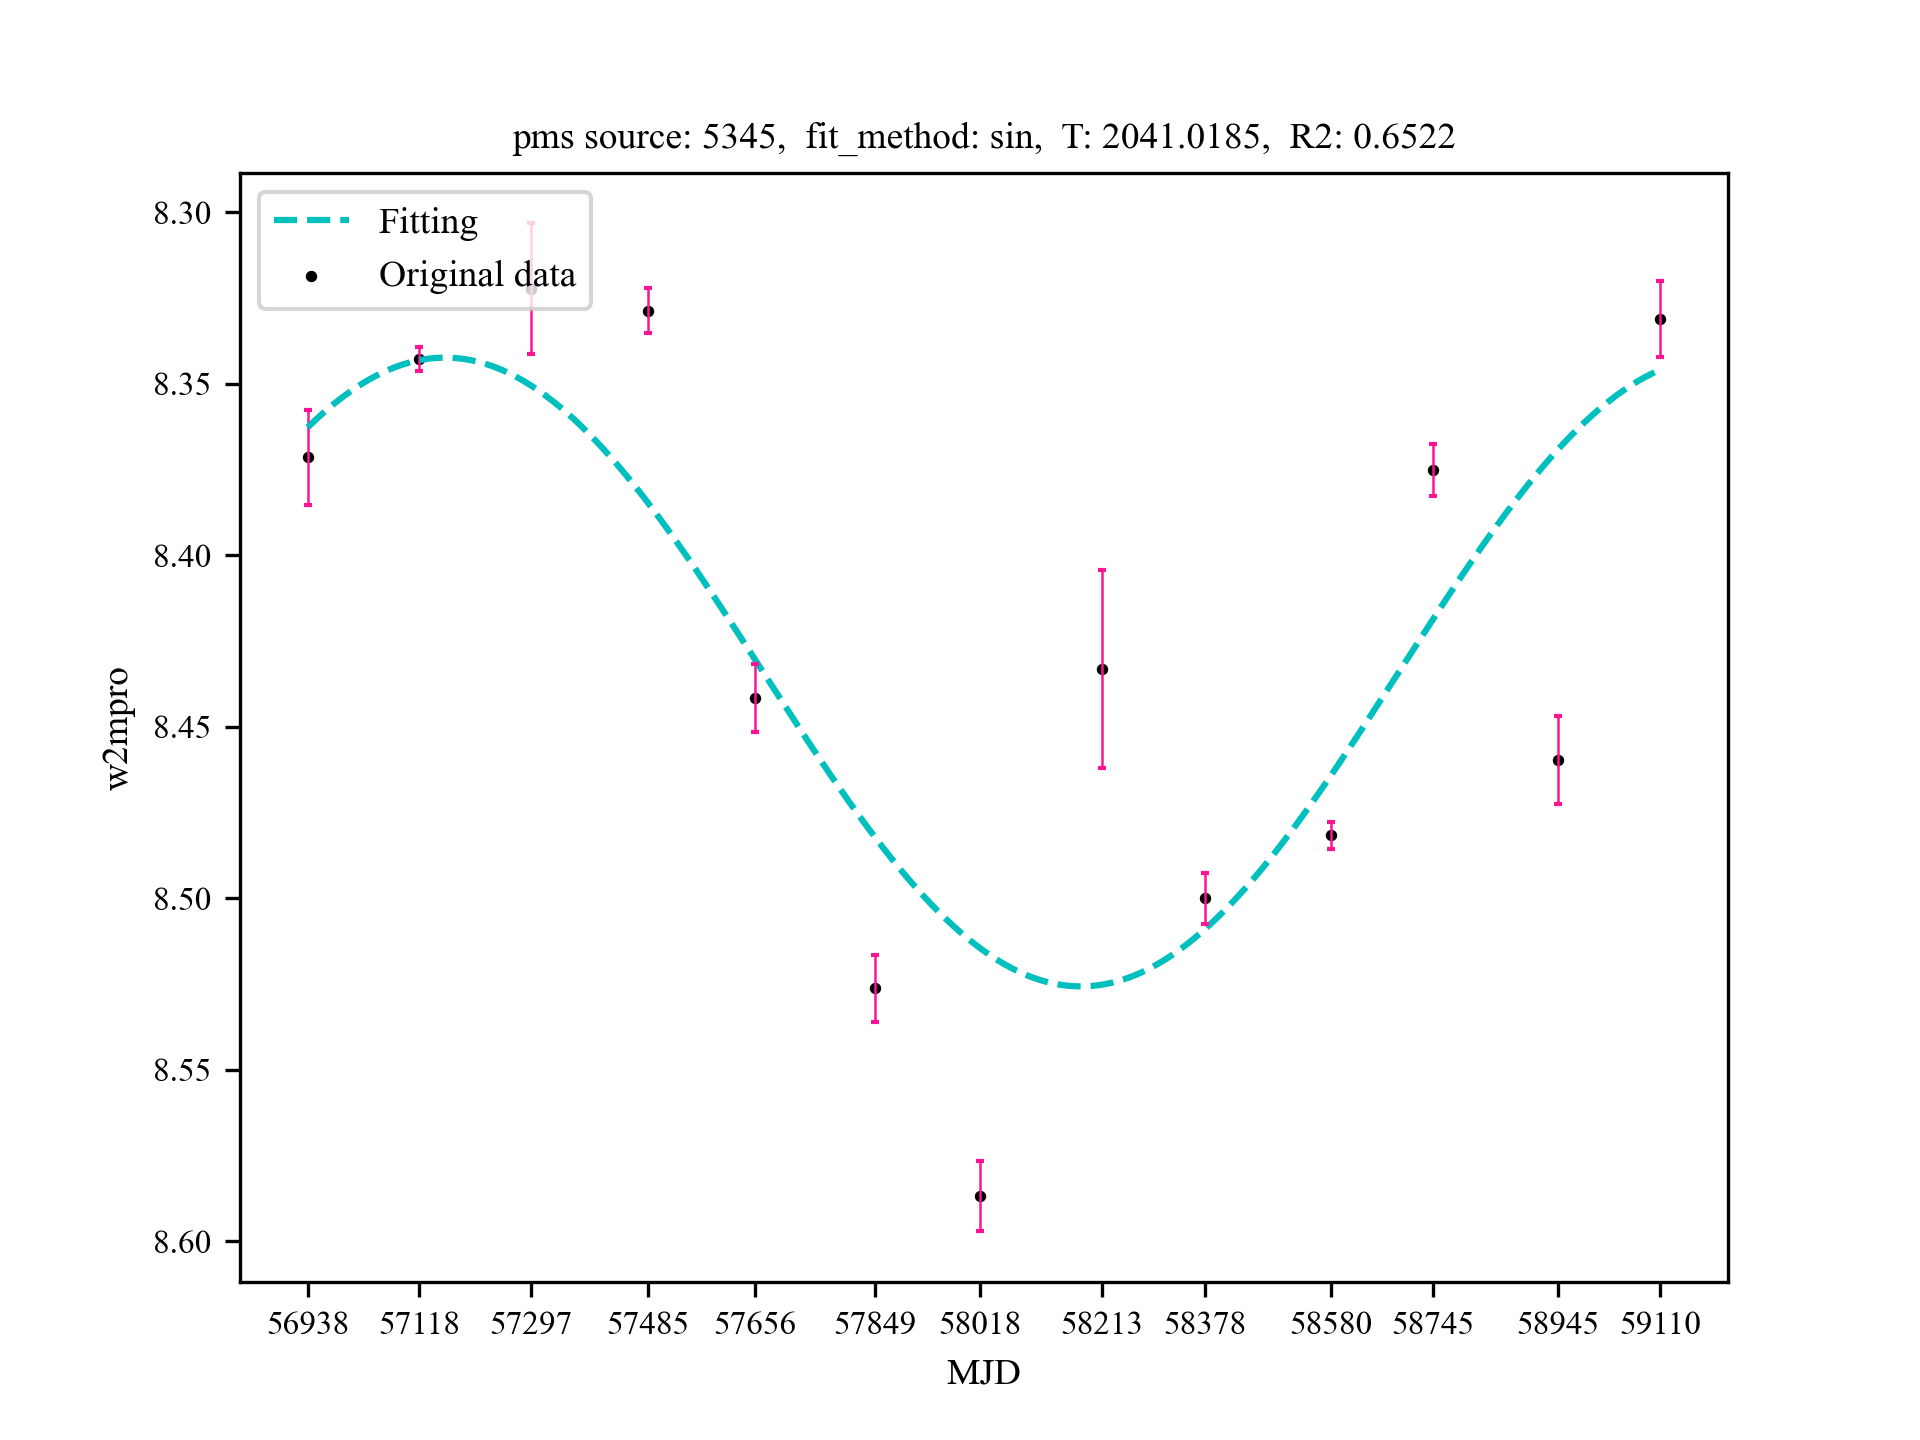 pms source: 5345, fit_method: sin, T: 2041.0185, R2: 0.6522
Fitting
Original data
8.30
8.35
8.40
8.45
8.50
8.55
8.60
w2mpro
56938 57118 57297 57485 57656 57849 58018 58213 58378 58580 58745 58945 59110
MJD